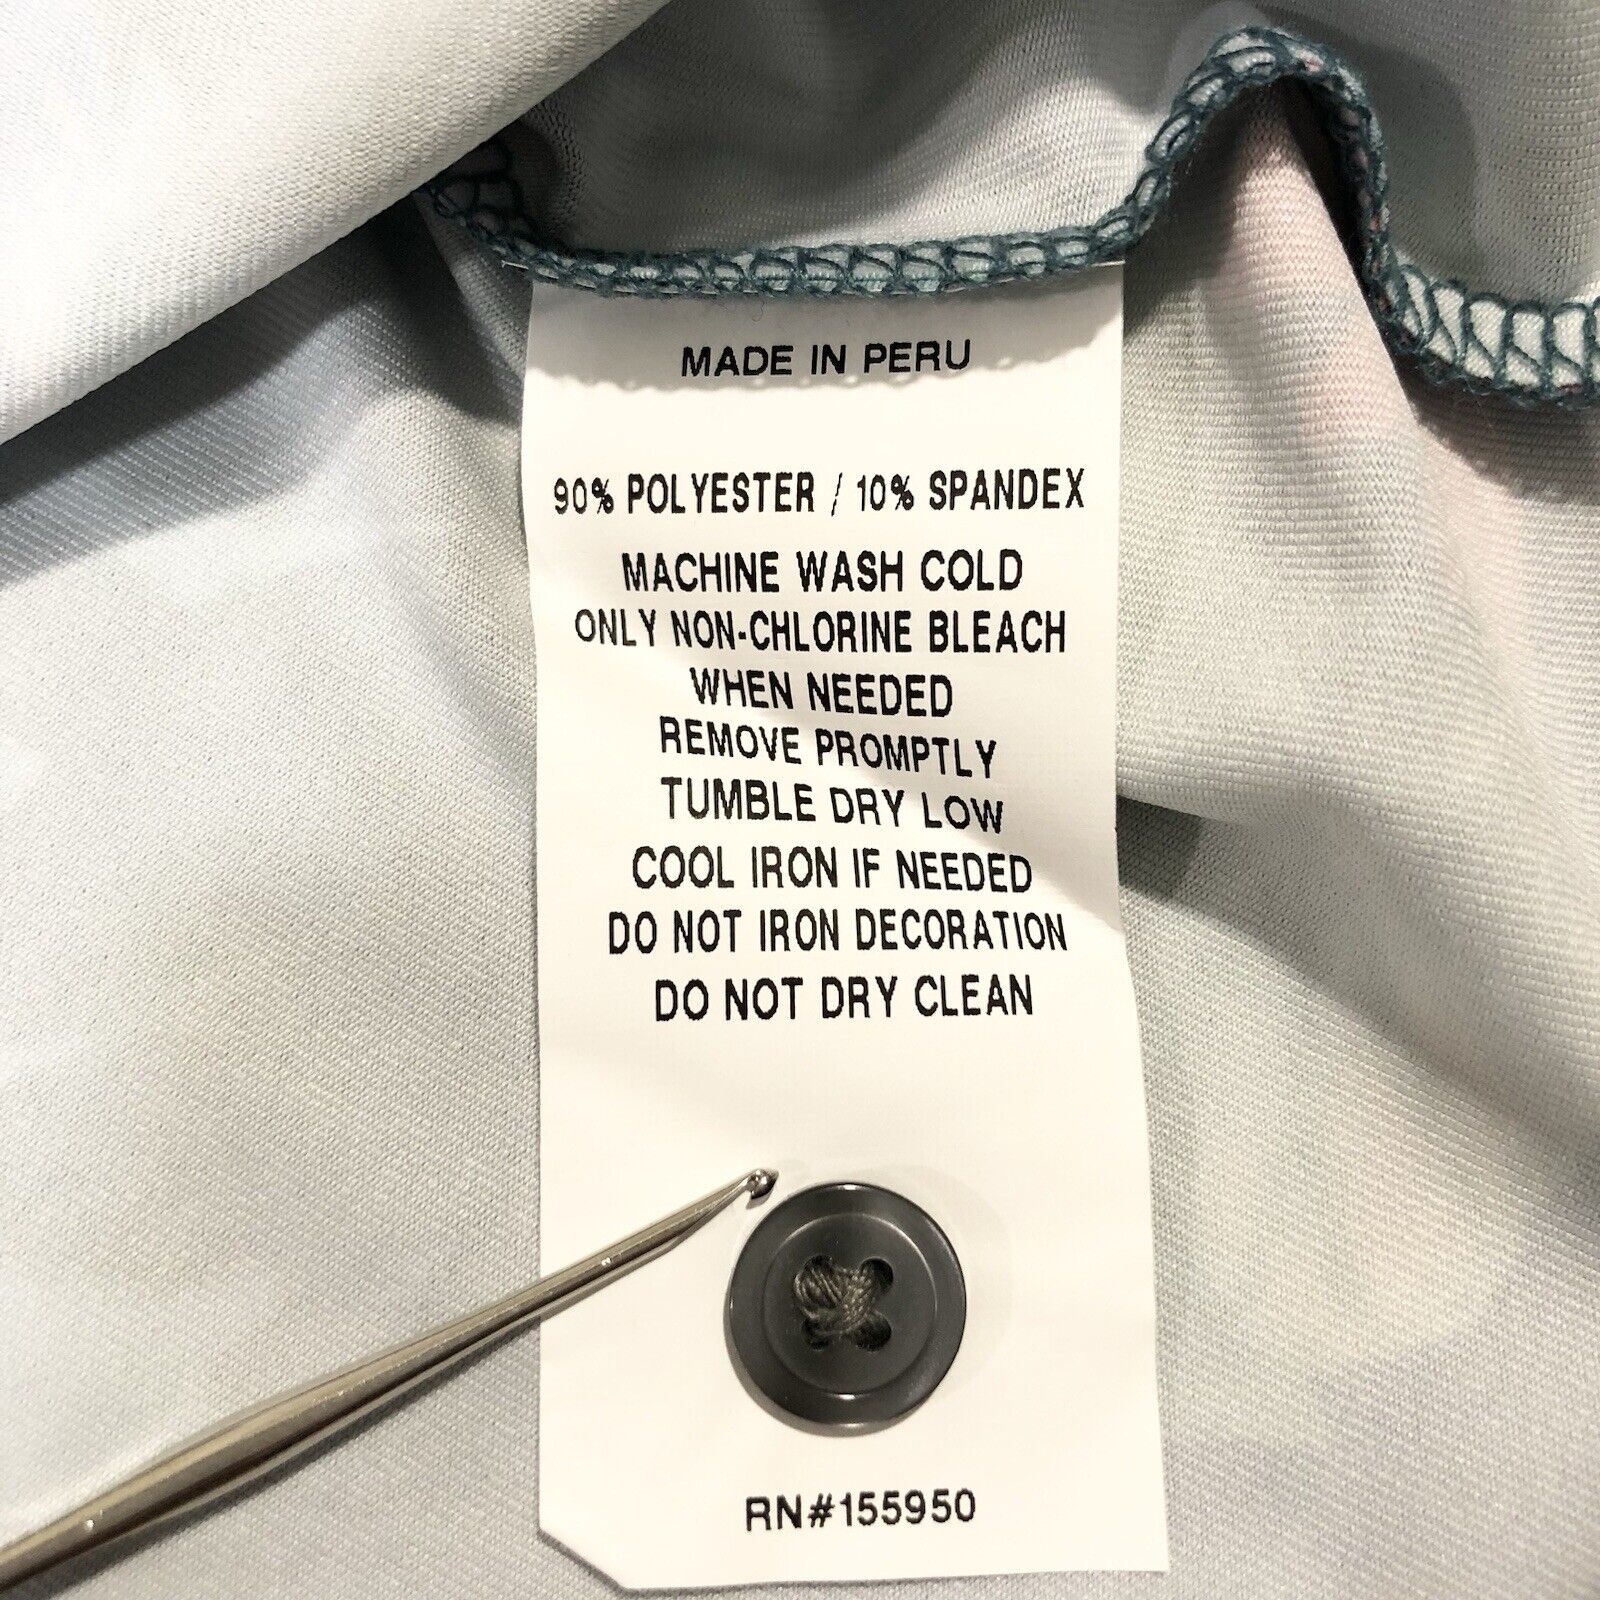 MADE IN PERU
90% POLYESTER / 10% SPANDEX
MACHINE WASH COLD
ONLY NON-CHLORINE BLEACH
WHEN NEEDED
REMOVE PROMPTLY
TUMBLE DRY LOW
COOL IRON IF NEEDED
DO NOT IRON DECORATION
DO NOT DRY CLEAN
RN#155950